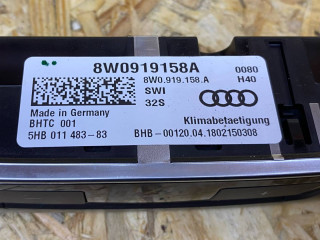 8W0919158A 0080
8W0.919.158.A H40
SWI
32S
Made in Germany
BHTC 001 Klimabetaetigung
5HB 011 483-83 BHB-00120.04.1802150308